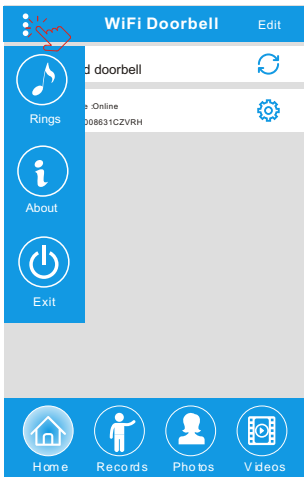 WiFi Doorbell Edit
d doorbell
Rings
e :Online
008631CZVRH
About
Exit
Home Records Photos Videos